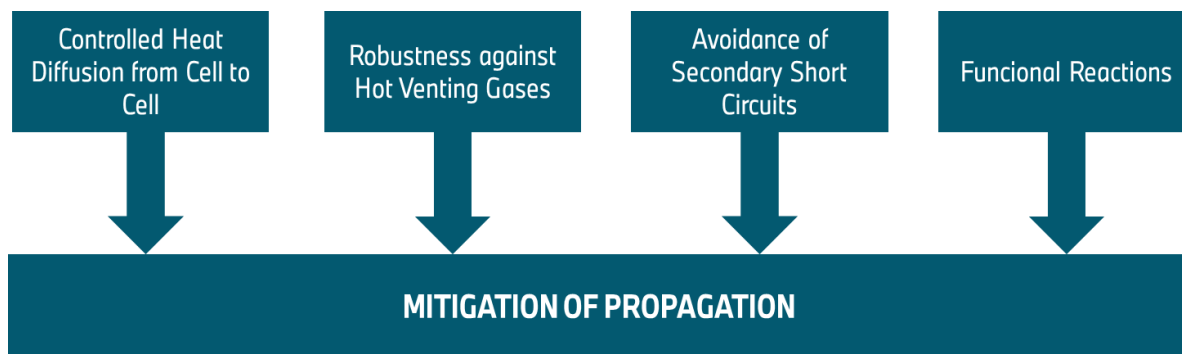 Controlled Heat
Diffusion from Cell to
Cell
Robustness against
Hot Venting Gases
Avoidance of
Secondary Short
Circuits
Funcional Reactions
MITIGATION OF PROPAGATION